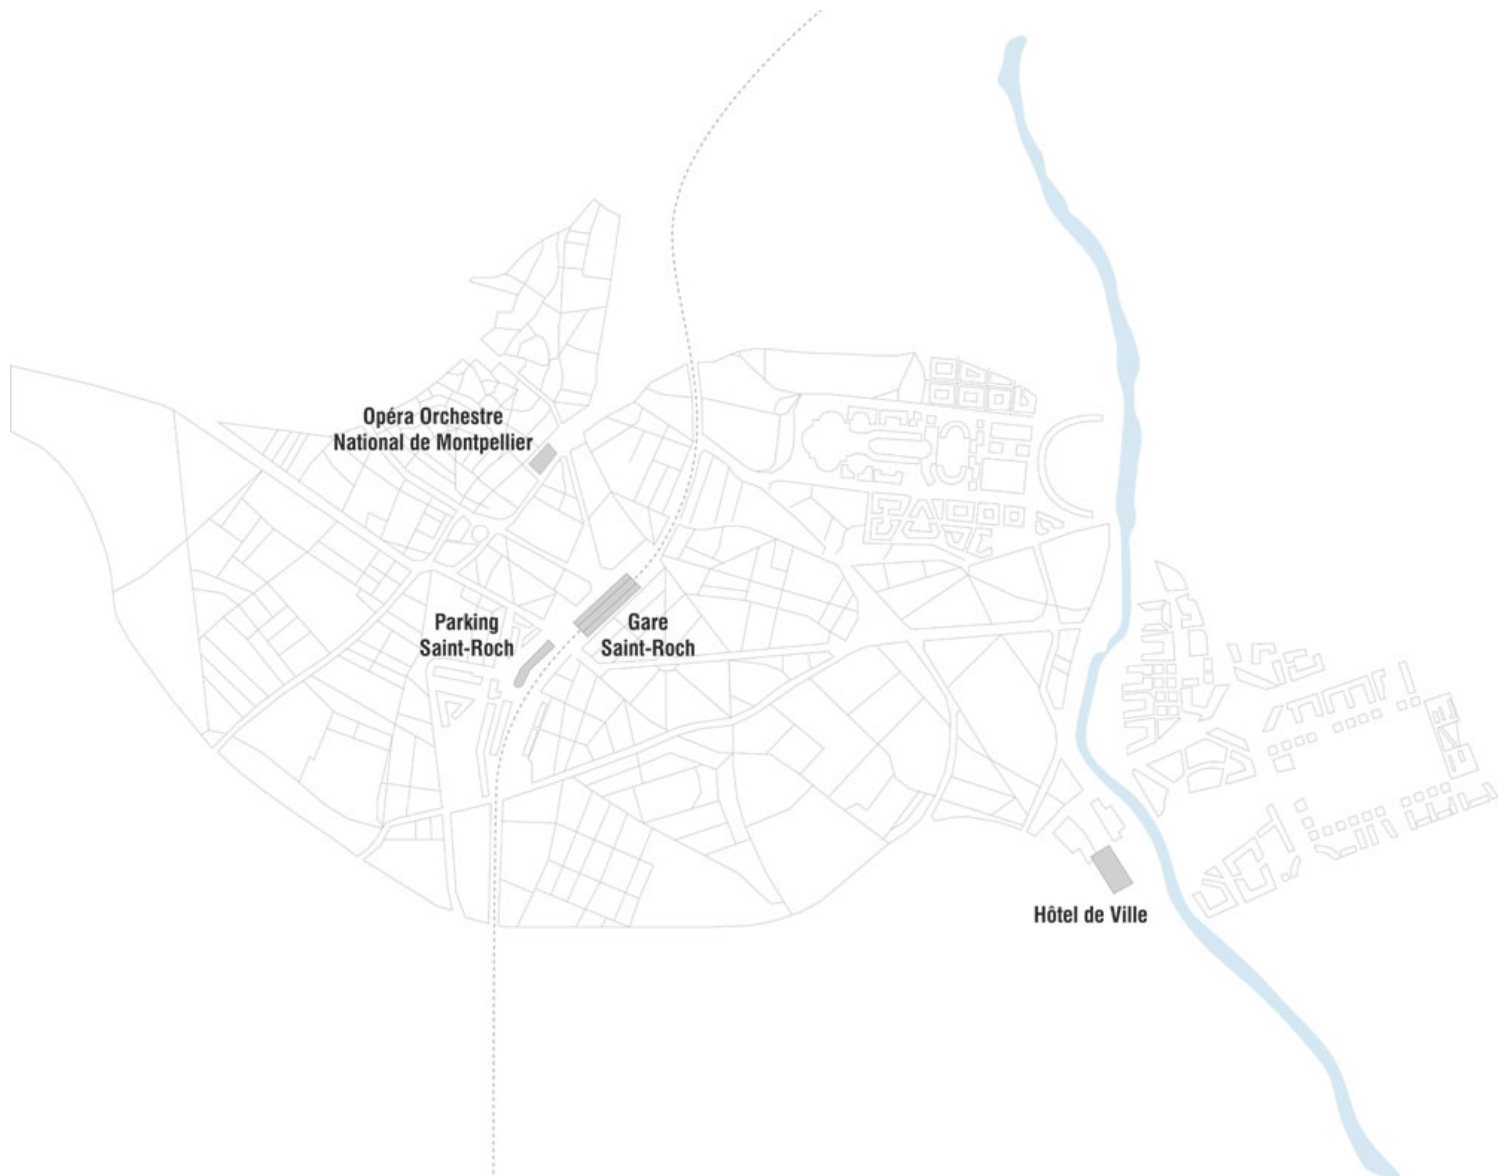 Opéra Orchestre
National de Montpellier
Parking
Saint-Roch
Gare
Saint-Roch
Hôtel de Ville